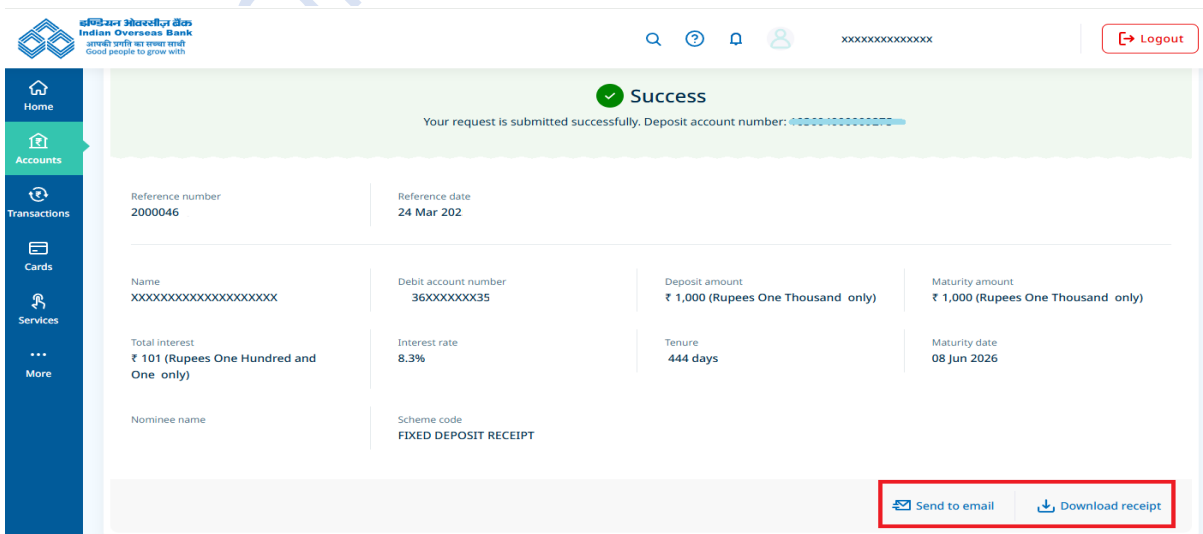 इण्डियन ओवरसीज़ बैंक
Indian Overseas Bank
आपकी प्रगति का सच्चा साथी
Good people to grow with
xxxxxxxxxxxxxx
Logout
Home
Accounts
Transactions
Cards
Services
More
Success
Your request is submitted successfully. Deposit account number:
Reference number
Reference date
2000046
24 Mar 202
Name
Debit account number
Deposit amount
Maturity amount
XXXXXXXXXXXXXXXXXXXX
36XXXXXXX35
₹ 1,000 (Rupees One Thousand only)
₹ 1,000 (Rupees One Thousand only)
Total interest
Interest rate
Tenure
Maturity date
₹ 101 (Rupees One Hundred and
One only)
8.3%
444 days
08 Jun 2026
Nominee name
Scheme code
FIXED DEPOSIT RECEIPT
Send to email
Download receipt